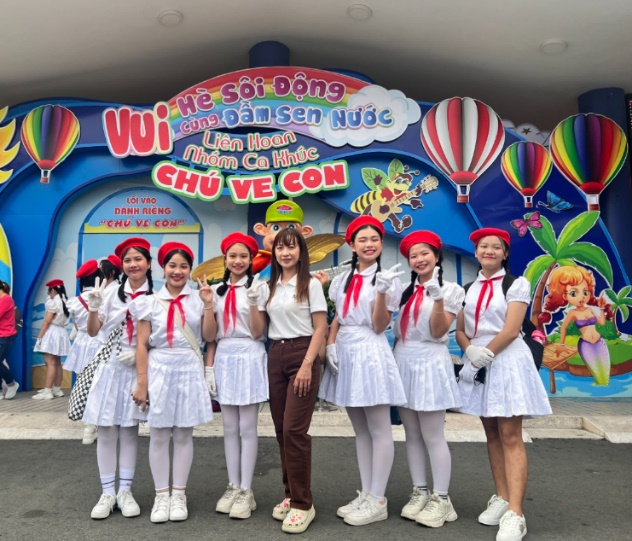 VUI Hè Sôi Động
Cùng Đầm Sen Nước
Liên Hoan
Nhóm Ca Khúc
CHÚ VE CON
LỐI VÀO
DÀNH RIÊNG
"CHÚ VE CON"